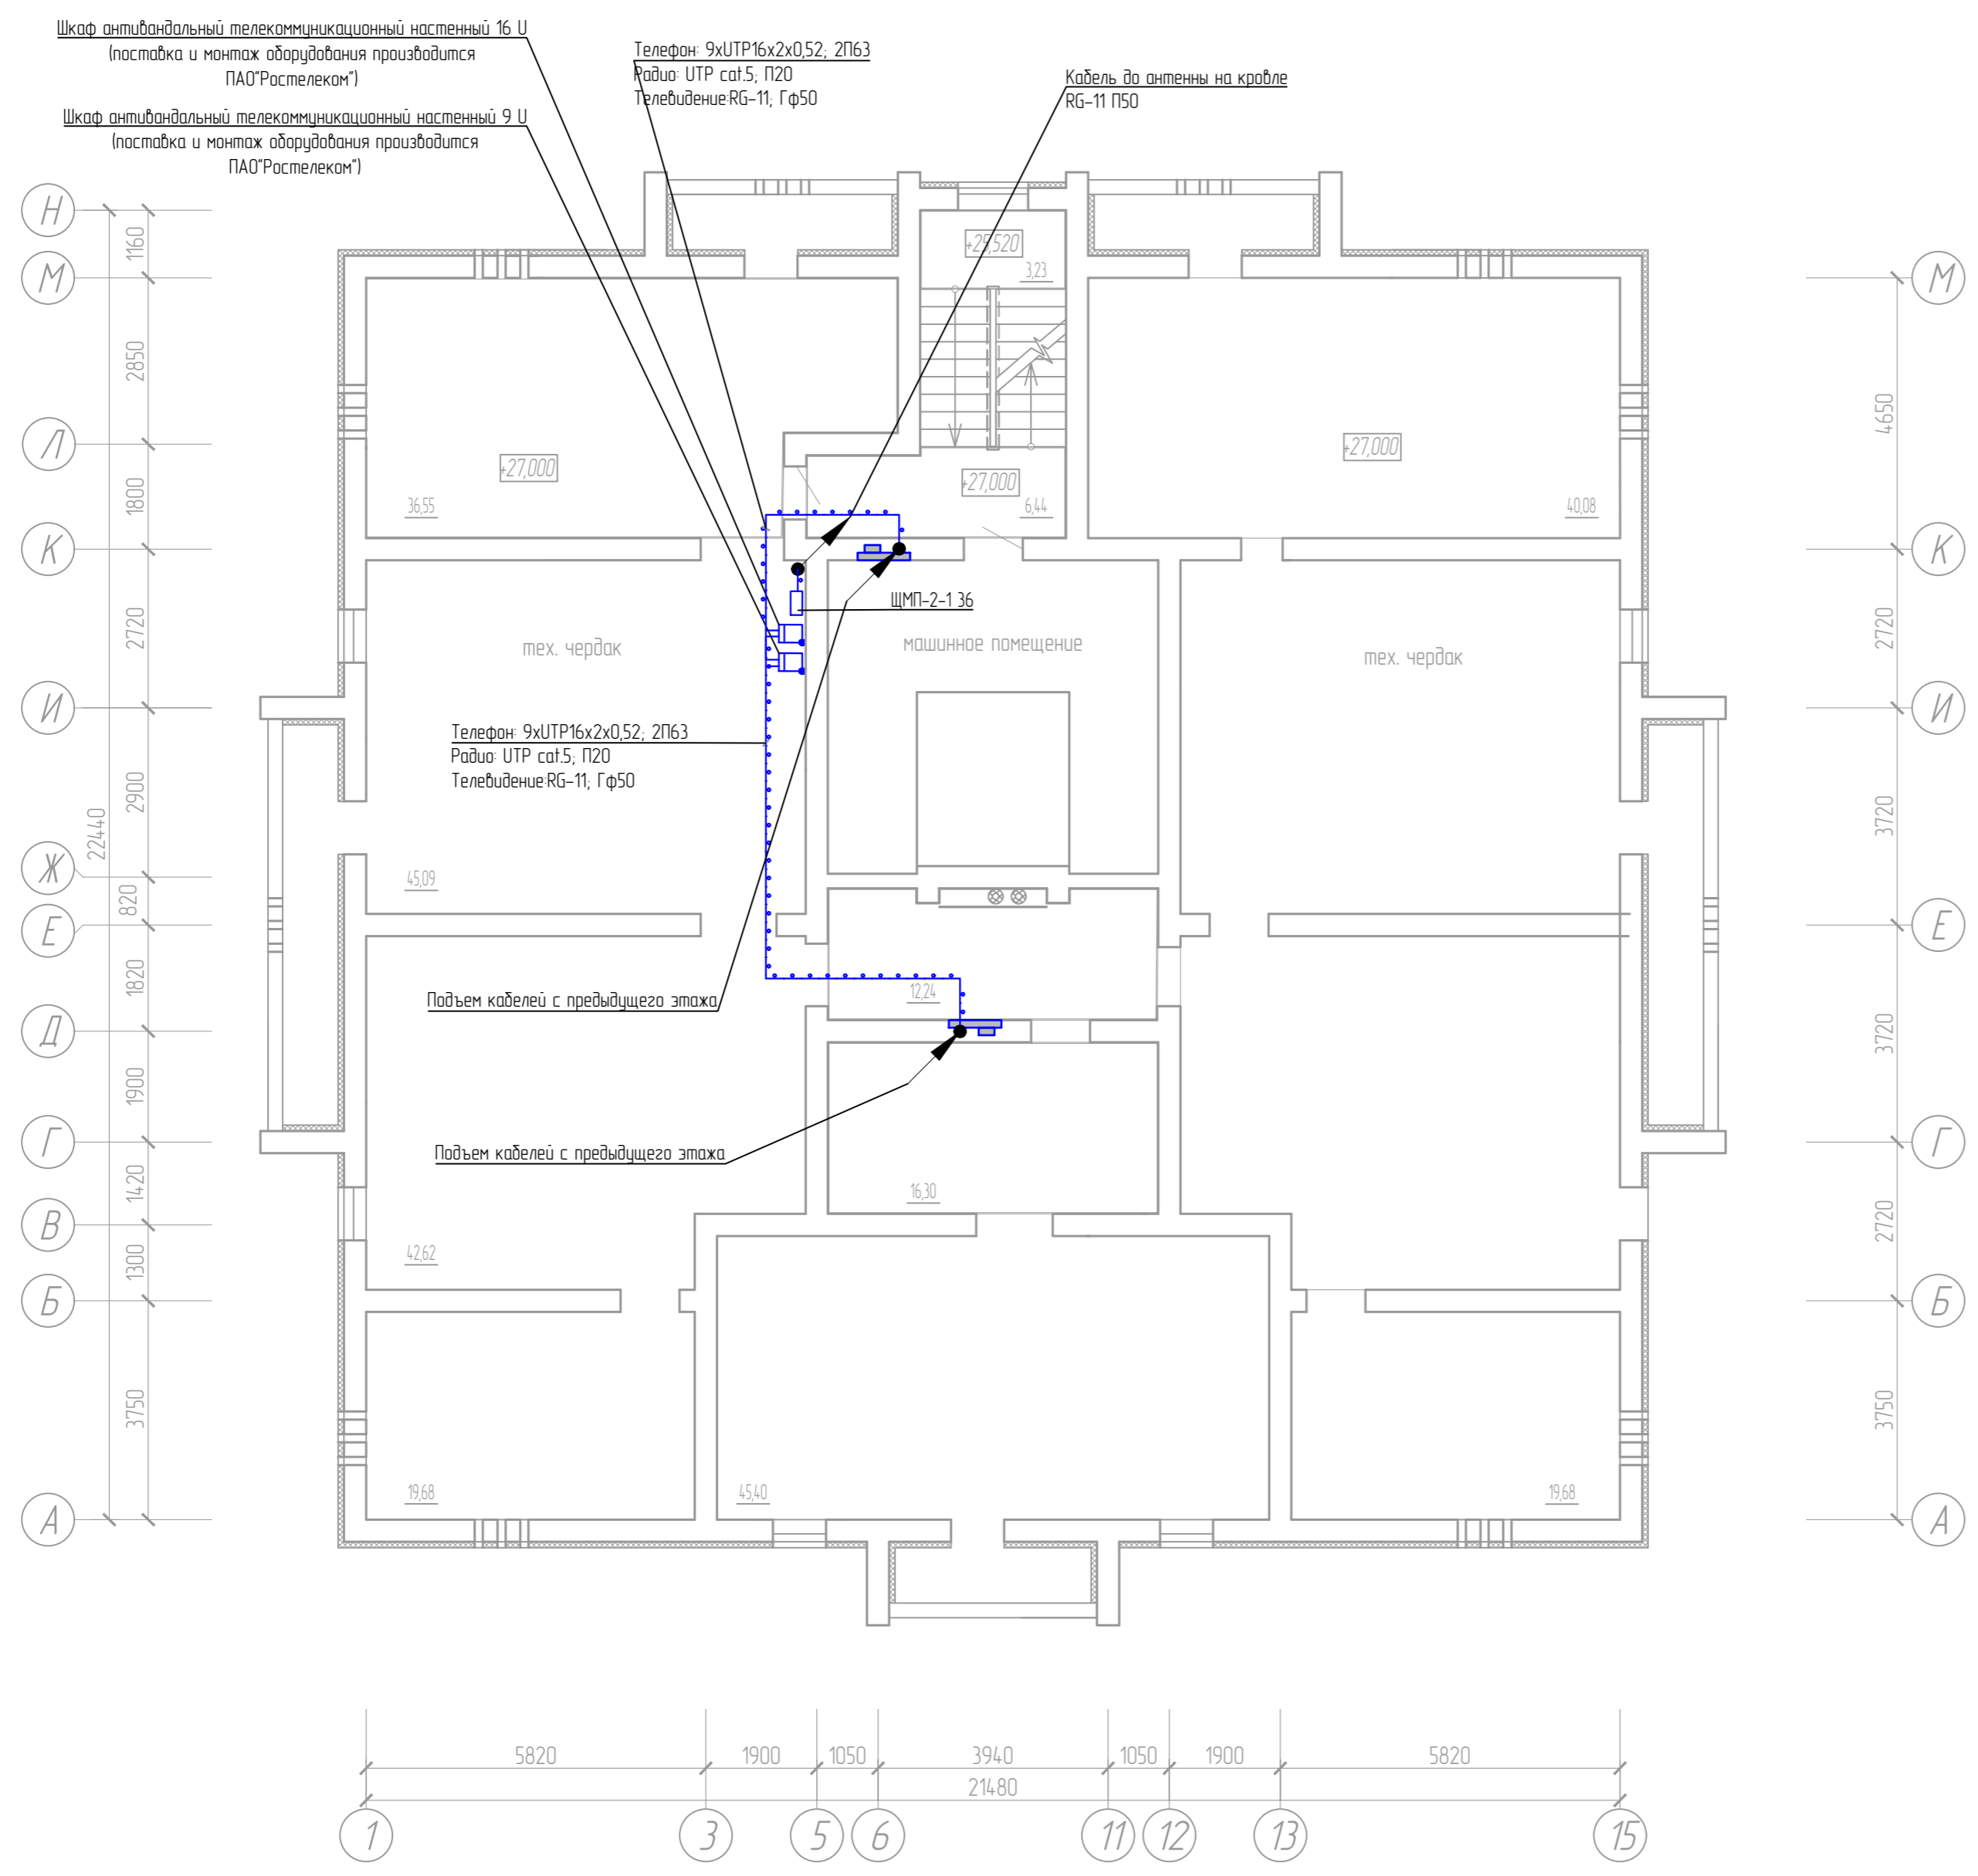 Шкаф антивандальный телекоммуникационный настенный 16 U
(поставка и монтаж оборудования производится
ПАО"Ростелеком")
Шкаф антивандальный телекоммуникационный настенный 9 U
(поставка и монтаж оборудования производится
ПАО"Ростелеком")
Телефон: 9xUTP16x2x0,52; 2П63
Радио: UTP cat.5; П20
Телевидение:RG-11; Гф50
Кабель до антенны на кровле
RG-11 П50
Н
М
Л
К
И
Ж
Е
Д
Г
В
Б
А
1160
2850
1800
2720
2900
820
1820
1900
1420
1300
3750
22440
+25,520
3,23
+27,000
36,55
+27,000
6,44
+27,000
40,08
ЩМП-2-1 36
тех. чердак
машинное помещение
тех. чердак
Телефон: 9xUTP16x2x0,52; 2П63
Радио: UTP cat.5; П20
Телевидение:RG-11; Гф50
45,09
Подъем кабелей с предыдущего этажа
12,24
Подъем кабелей с предыдущего этажа
16,30
42,62
19,68
45,40
19,68
М
К
И
Е
Г
Б
А
4650
2720
3720
3720
2720
3750
5820
1900
1050
3940
1050
1900
5820
21480
1
3
5
6
11
12
13
15